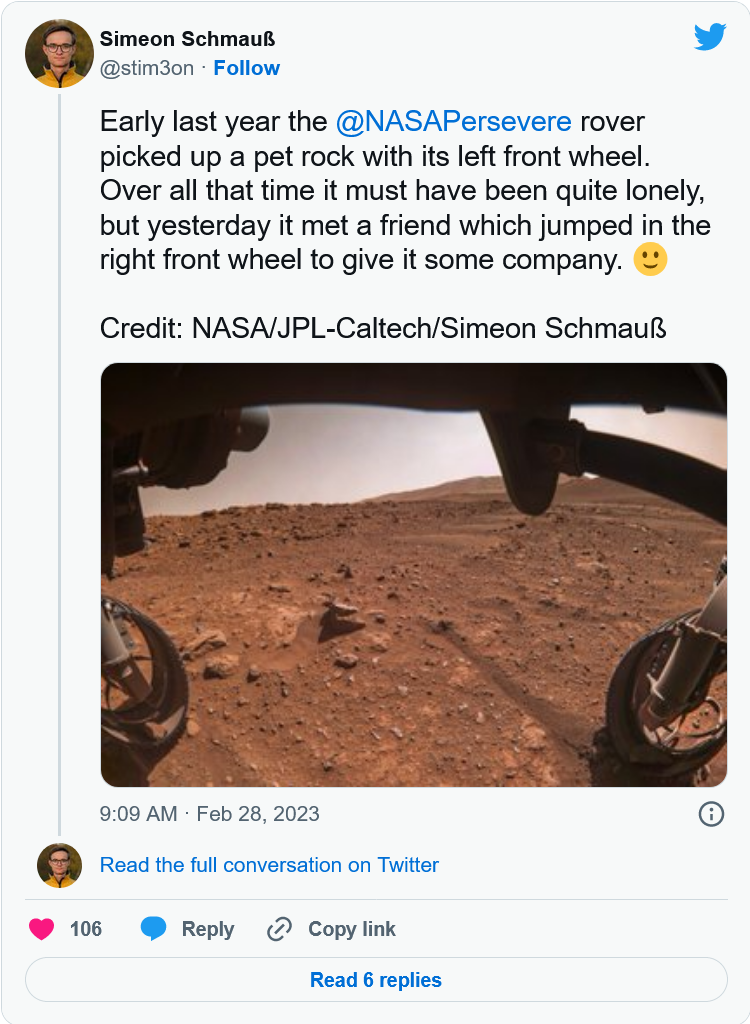 Simeon Schmauß
@stim3on · Follow
Early last year the @NASAPersevere rover
picked up a pet rock with its left front wheel.
Over all that time it must have been quite lonely,
but yesterday it met a friend which jumped in the
right front wheel to give it some company. 🙂
Credit: NASA/JPL-Caltech/Simeon Schmauß
9:09 AM · Feb 28, 2023
Read the full conversation on Twitter
106 Reply Copy link
Read 6 replies